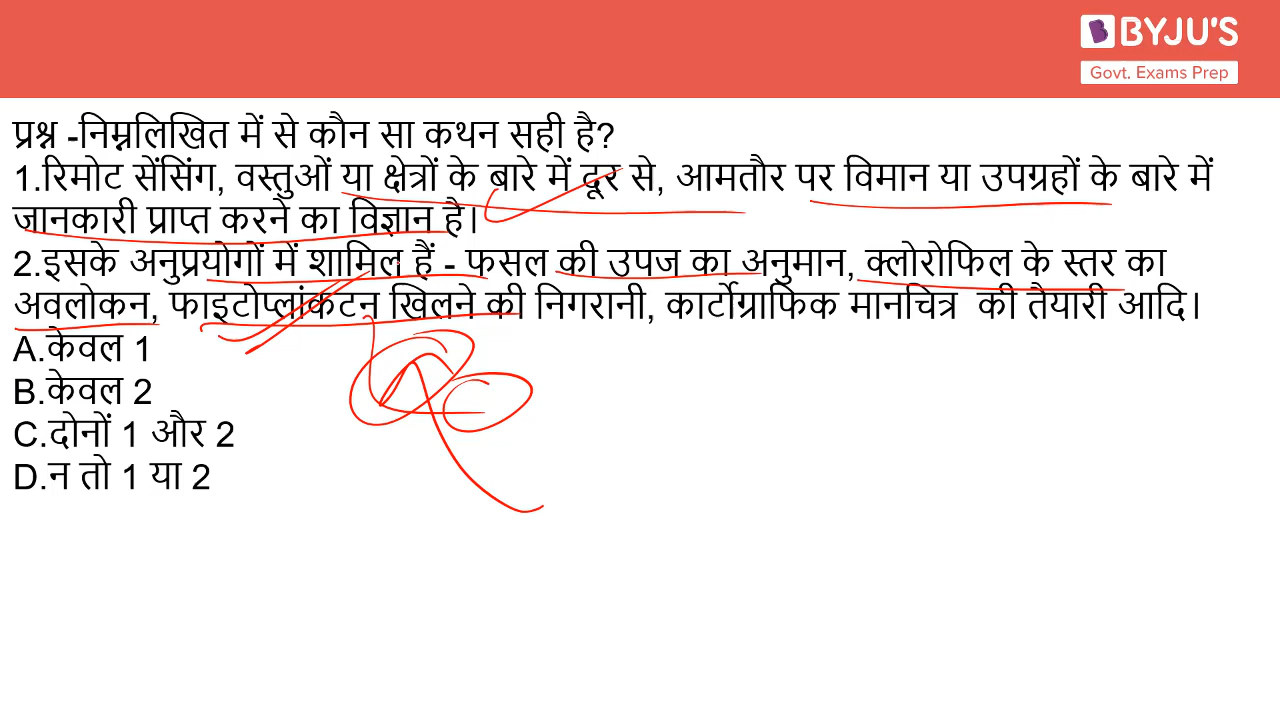 BYJU'S
Govt. Exams Prep
प्रश्न -निम्नलिखित में से कौन सा कथन सही है?
1.रिमोट सेंसिंग, वस्तुओं या क्षेत्रों के बारे में दूर से, आमतौर पर विमान या उपग्रहों के बारे में
जानकारी प्राप्त करने का विज्ञान है।
2.इसके अनुप्रयोगों में शामिल हैं - फसल की उपज का अनुमान, क्लोरोफिल के स्तर का
अवलोकन, फाइटोप्लांकटन खिलने की निगरानी, कार्टोग्राफिक मानचित्र की तैयारी आदि।
A.केवल 1
B.केवल 2
C.दोनों 1 और 2
D.न तो 1 या 2